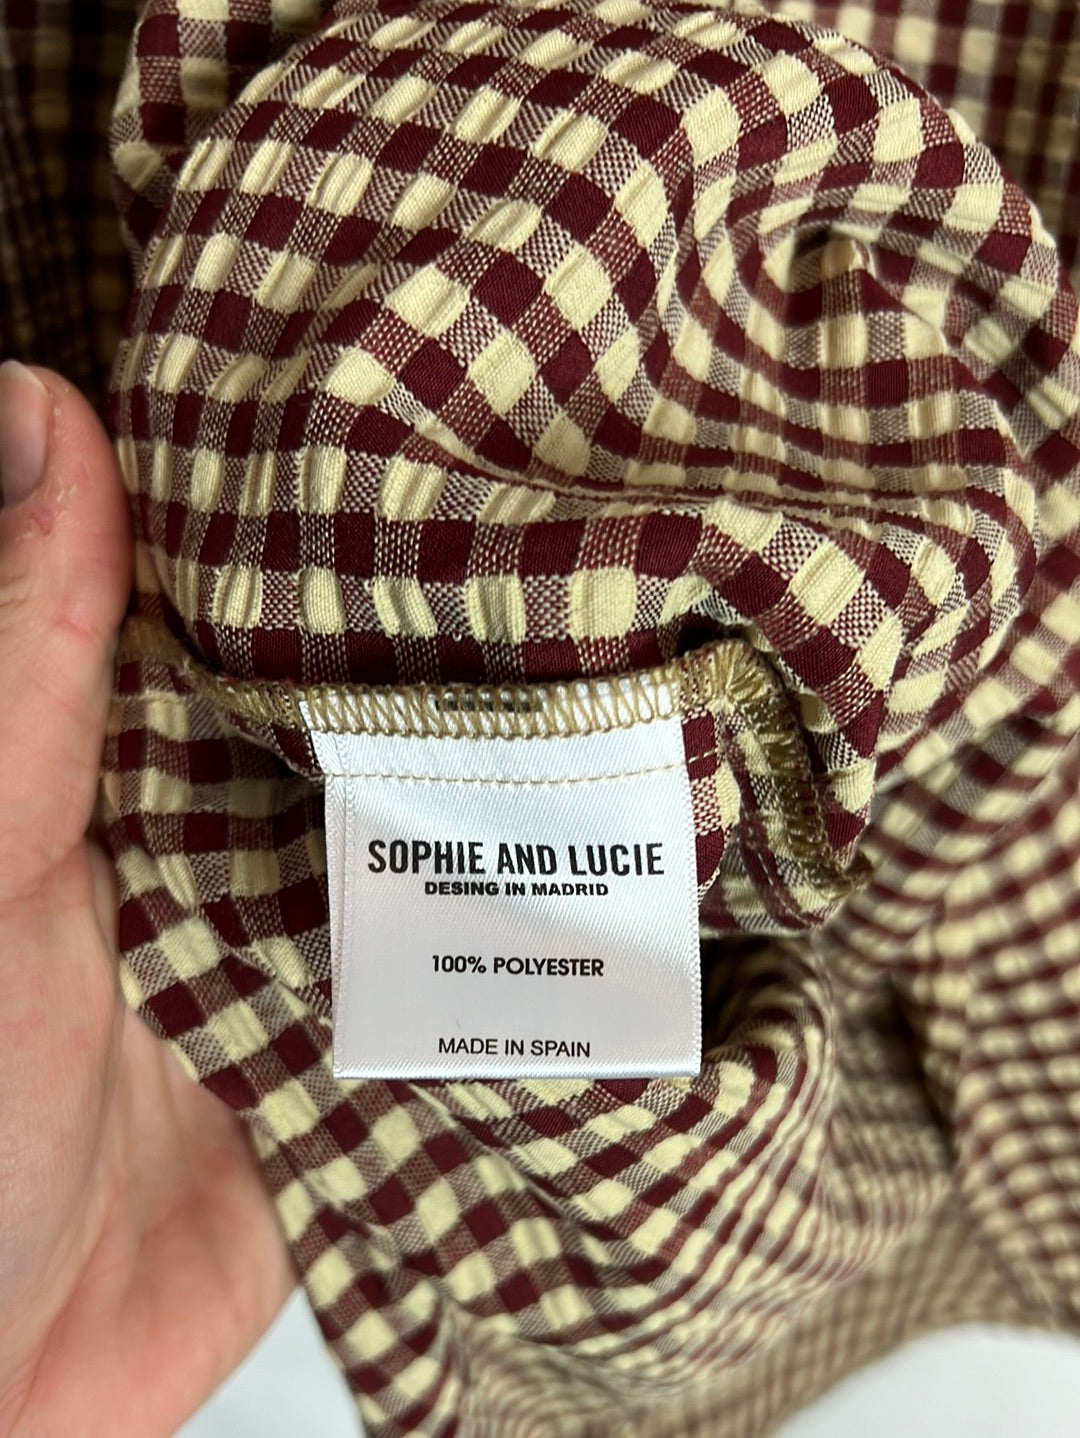 SOPHIE AND LUCIE
DESING IN MADRID
100% POLYESTER
MADE IN SPAIN